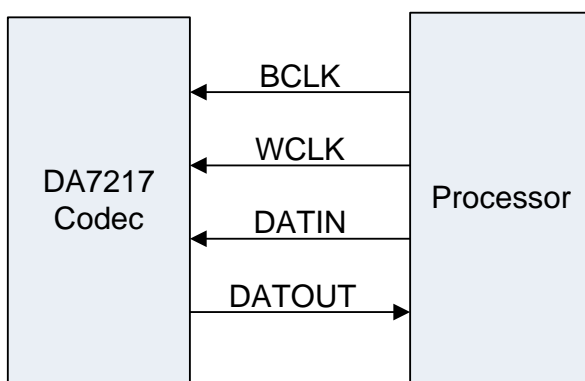 BCLK
WCLK
DA7217
Codec
Processor
DATIN
DATOUT